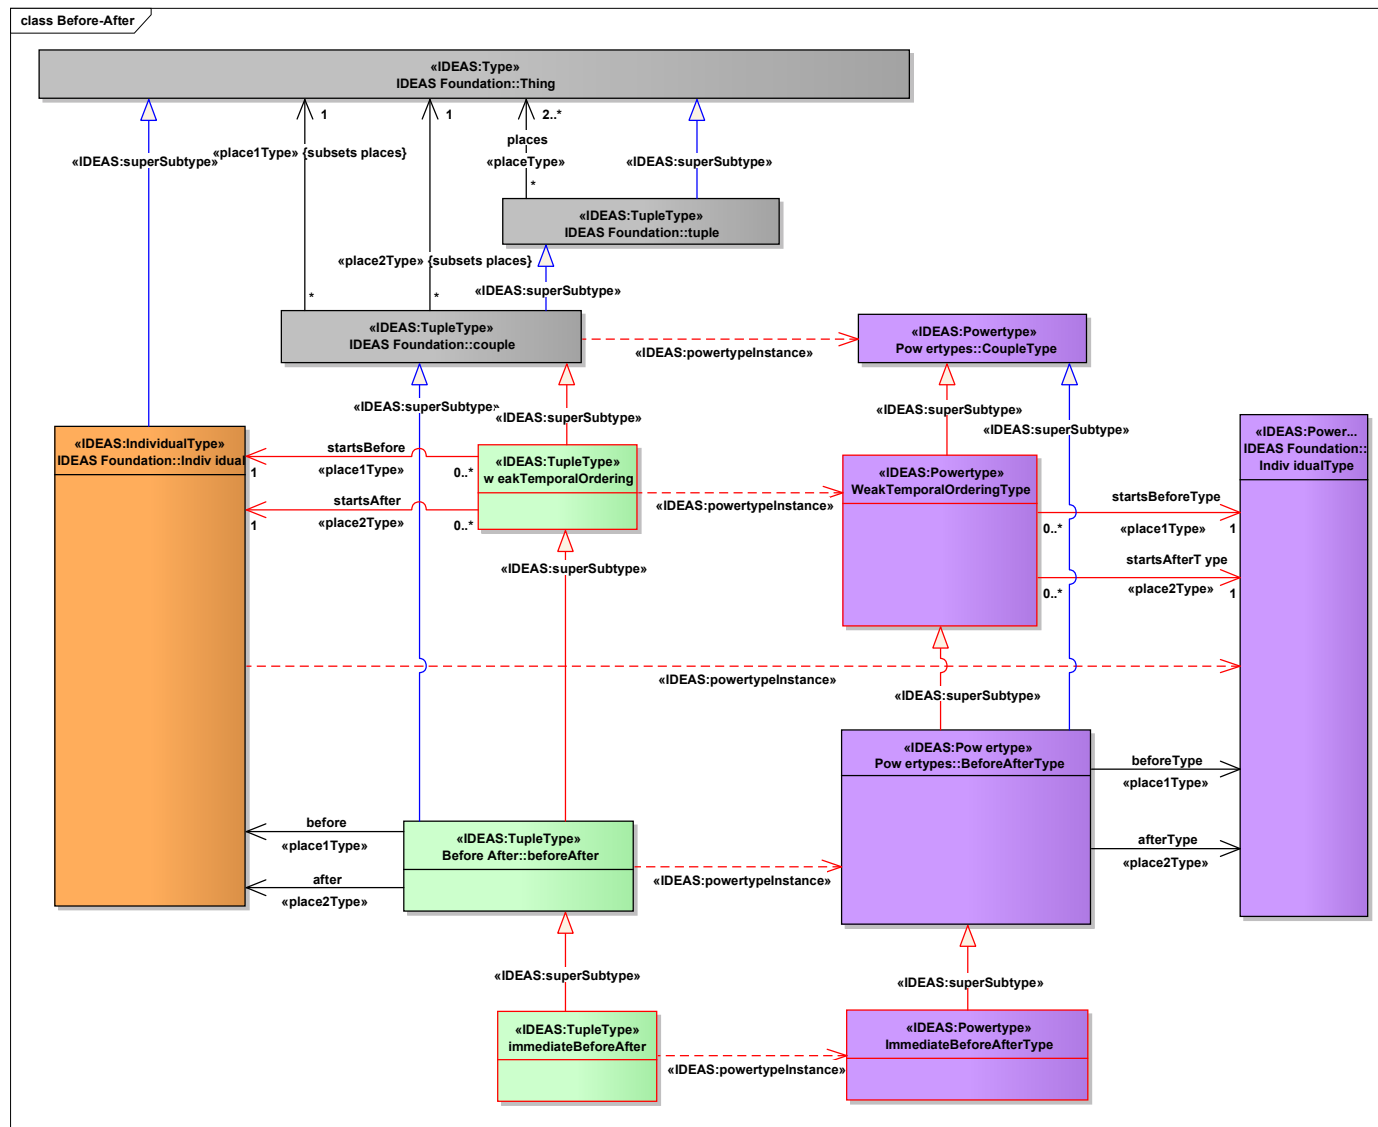 class Before-After
«IDEAS:Type»
IDEAS Foundation::Thing
1
1
2..*
places
«placeType»
*
«IDEAS:superSubtype»
«place1Type» {subsets places}
«IDEAS:superSubtype»
«IDEAS:TupleType»
IDEAS Foundation::tuple
«place2Type» {subsets places}
«IDEAS:superSubtype»
*
*
«IDEAS:TupleType»
IDEAS Foundation::couple
«IDEAS:powertypeInstance»
«IDEAS:Powertype»
Pow ertypes::CoupleType
«IDEAS:superSubtype»
«IDEAS:superSubtype»
«IDEAS:superSubtype»
«IDEAS:superSubtype»
«IDEAS:IndividualType»
IDEAS Foundation::Indiv idual
startsBefore
«place1Type»
1
0..*
startsAfter
«place2Type»
1
0..*
«IDEAS:TupleType»
w eakTemporalOrdering
«IDEAS:powertypeInstance»
«IDEAS:Powertype»
WeakTemporalOrderingType
startsBeforeType
«place1Type»
0..*
1
startsAfterT ype
«place2Type»
0..*
1
«IDEAS:Power...
IDEAS Foundation::
Indiv idualType
«IDEAS:superSubtype»
«IDEAS:powertypeInstance»
«IDEAS:superSubtype»
«IDEAS:Pow ertype»
Pow ertypes::BeforeAfterType
beforeType
«place1Type»
afterType
«place2Type»
before
«place1Type»
after
«place2Type»
«IDEAS:TupleType»
Before After::beforeAfter
«IDEAS:powertypeInstance»
«IDEAS:superSubtype»
«IDEAS:superSubtype»
«IDEAS:TupleType»
immediateBeforeAfter
«IDEAS:powertypeInstance»
«IDEAS:Powertype»
ImmediateBeforeAfterType